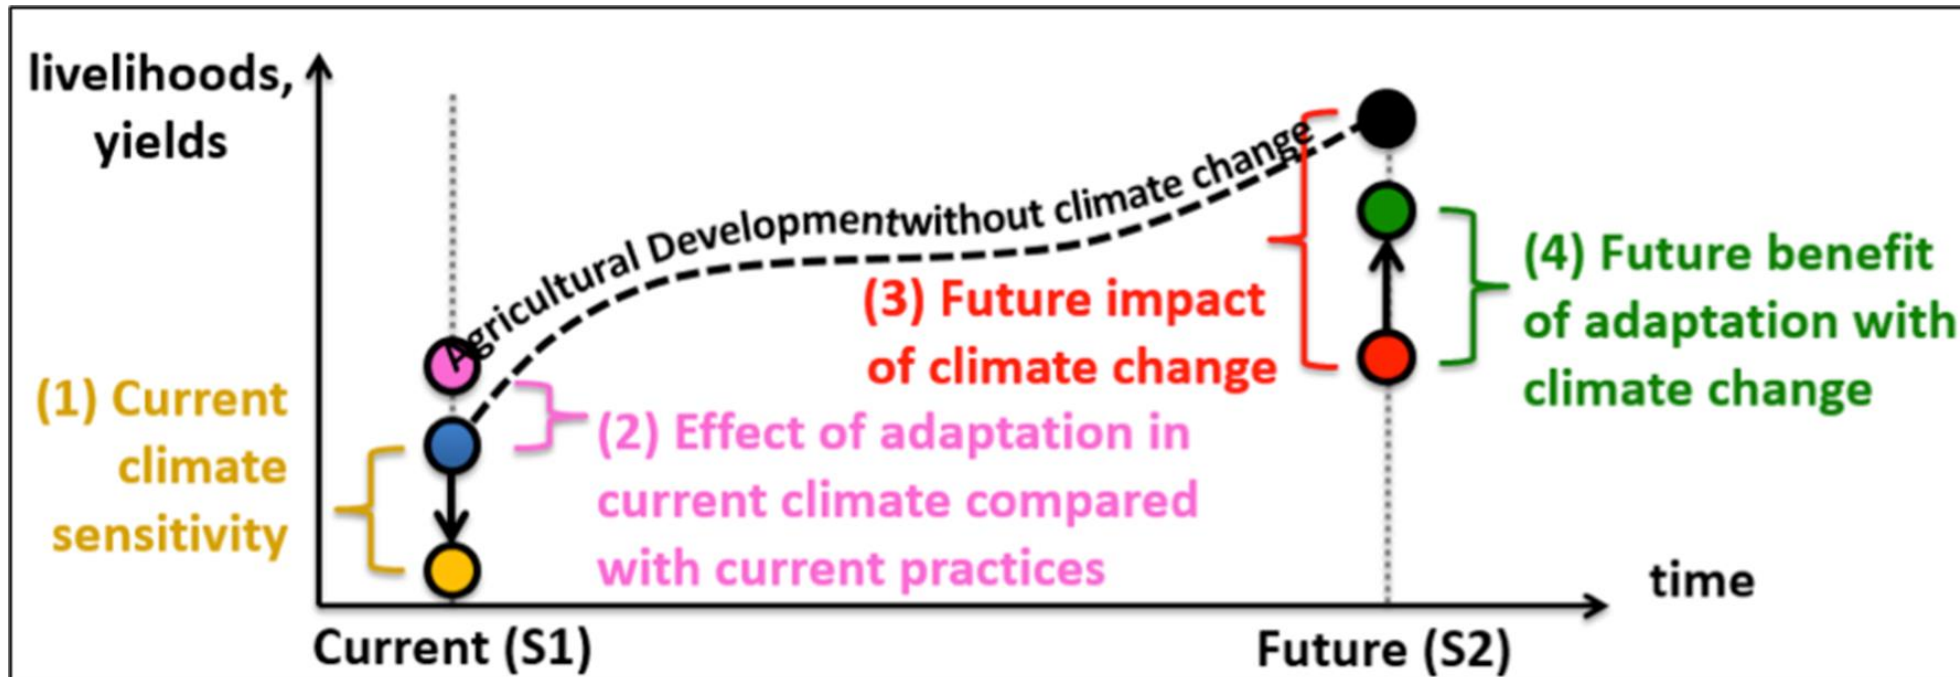 livelihoods,
yields
Agricultural Developmentwithout climate change
(1) Current
climate
sensitivity
(2) Effect of adaptation in
current climate compared
with current practices
(3) Future impact
of climate change
(4) Future benefit
of adaptation with
climate change
time
Current (S1)
Future (S2)